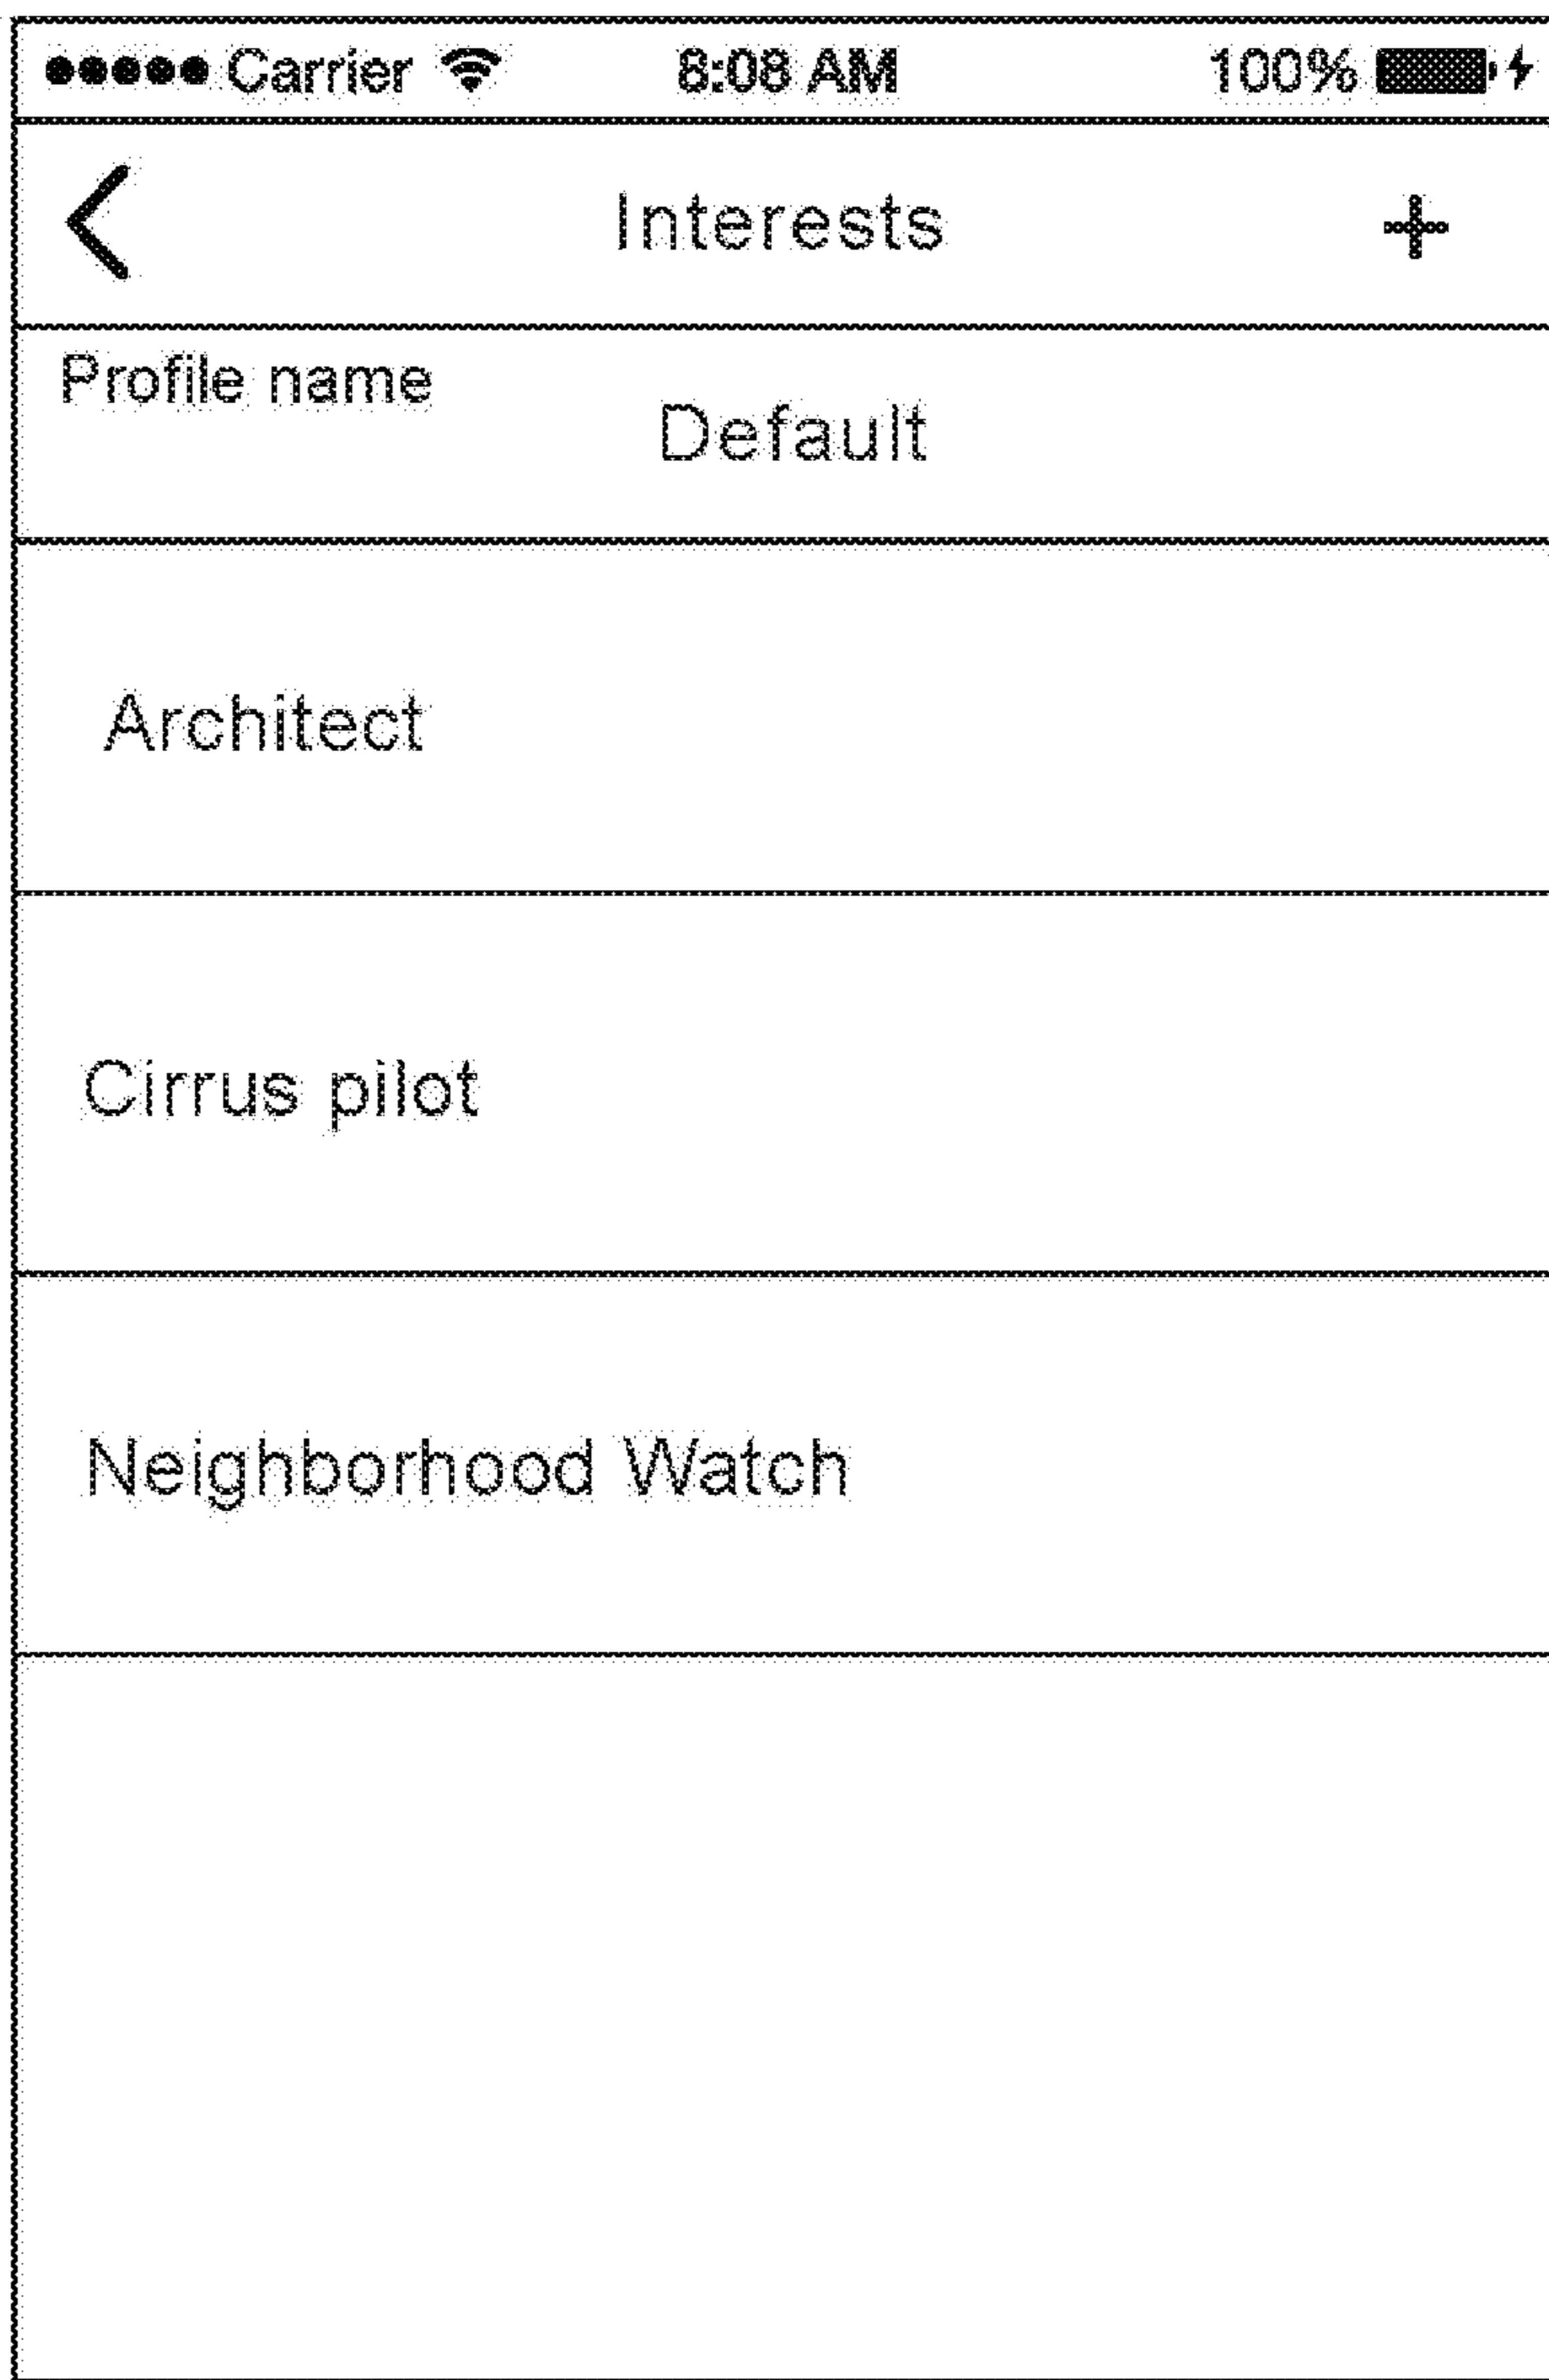 Carrier 8:08 AM 100%
Interests +
Profile name
Default
Architect
Cirrus pilot
Neighborhood Watch